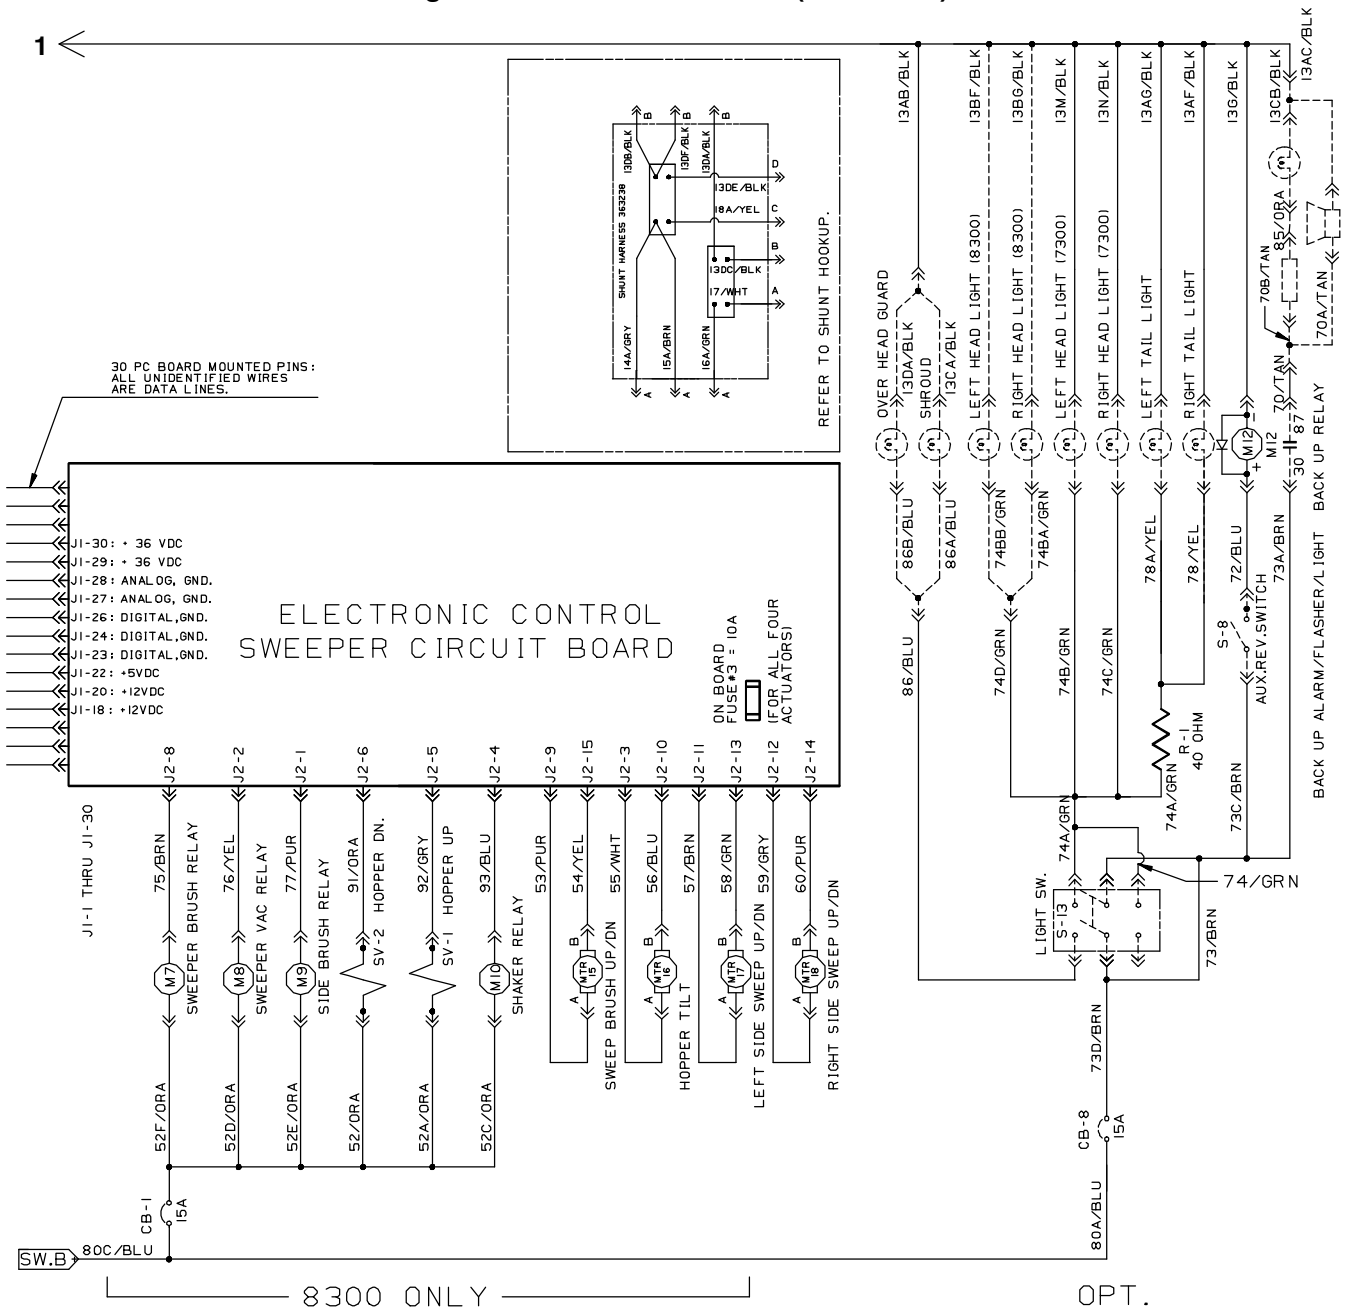 1
13AB/BLK
13BF/BLK
13BG/BLK
13M/BLK
13N/BLK
13AG/BLK
13AF/BLK
13G/BLK
13CB/BLK
13AC/BLK
B
B
B
13DB/BLK
13DF/BLK
13DA/BLK
D
13DE/BLK
18A/YEL
C
B
13DC/BLK
17/WHT
A
SHUNT HARNESS 363238
14A/GRY
15A/BRN
16A/GRN
A
A
A
REFER TO SHUNT HOOKUP.
OVER HEAD GUARD
13DA/BLK
SHROUD
13CA/BLK
LEFT HEAD LIGHT (8300)
RIGHT HEAD LIGHT (8300)
LEFT HEAD LIGHT (7300)
RIGHT HEAD LIGHT (7300)
LEFT TAIL LIGHT
RIGHT TAIL LIGHT
70B/TAN
85/ORA
70A/TAN
70/TAN
M12
-
+
M12
30
87
BACK UP ALARM/FLASHER/LIGHT BACK UP RELAY
30 PC BOARD MOUNTED PINS:
ALL UNIDENTIFIED WIRES
ARE DATA LINES.
J1-30: + 36 VDC
J1-29: + 36 VDC
J1-28: ANALOG, GND.
J1-27: ANALOG, GND.
J1-26: DIGITAL,GND.
J1-24: DIGITAL,GND.
J1-23: DIGITAL,GND.
J1-22: +5VDC
J1-20: +12VDC
J1-18: +12VDC
ELECTRONIC CONTROL
SWEEPER CIRCUIT BOARD
ON BOARD
FUSE#3 = 10A
(FOR ALL FOUR
ACTUATORS)
86B/BLU
86A/BLU
74BB/GRN
74BA/GRN
78A/YEL
78/YEL
72/BLU
73A/BRN
S-8
AUX.REV.SWITCH
86/BLU
74D/GRN
74B/GRN
74C/GRN
R-1
40 OHM
74A/GRN
74A/GRN
73C/BRN
74/GRN
LIGHT SW.
S-13
73/BRN
73D/BRN
CB-8
15A
80A/BLU
J1-1 THRU J1-30
J2-8
J2-2
J2-1
J2-6
J2-5
J2-4
J2-9
J2-15
J2-3
J2-10
J2-11
J2-13
J2-12
J2-14
75/BRN
76/YEL
77/PUR
91/ORA
92/GRY
93/BLU
53/PUR
54/YEL
55/WHT
56/BLU
57/BRN
58/GRN
59/GRY
60/PUR
M7
SWEEPER BRUSH RELAY
M8
SWEEPER VAC RELAY
M9
SIDE BRUSH RELAY
SV-2 HOPPER DN.
SV-1 HOPPER UP
M10
SHAKER RELAY
B
MTR 15
A
SWEEP BRUSH UP/DN
B
MTR 16
A
HOPPER TILT
B
MTR 17
A
LEFT SIDE SWEEP UP/DN
B
MTR 18
A
RIGHT SIDE SWEEP UP/DN
52F/ORA
52D/ORA
52E/ORA
52/ORA
52A/ORA
52C/ORA
CB-1
15A
SW.B
80C/BLU
8300 ONLY
OPT.